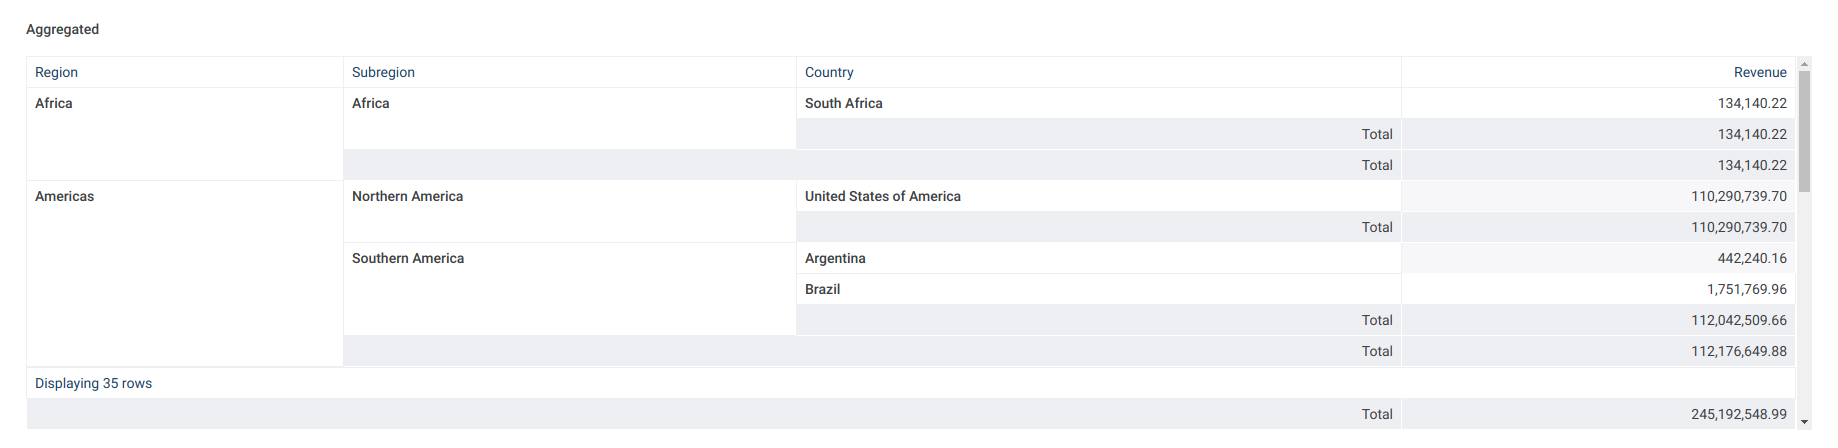 Aggregated
Region Subregion Country Revenue
Africa Africa South Africa 134,140.22
Total 134,140.22
Total 134,140.22
Americas Northern America United States of America 110,290,739.70
Total 110,290,739.70
Southern America Argentina 442,240.16
Brazil 1,751,769.96
Total 112,042,509.66
Total 112,176,649.88
Displaying 35 rows
Total 245,192,548.99